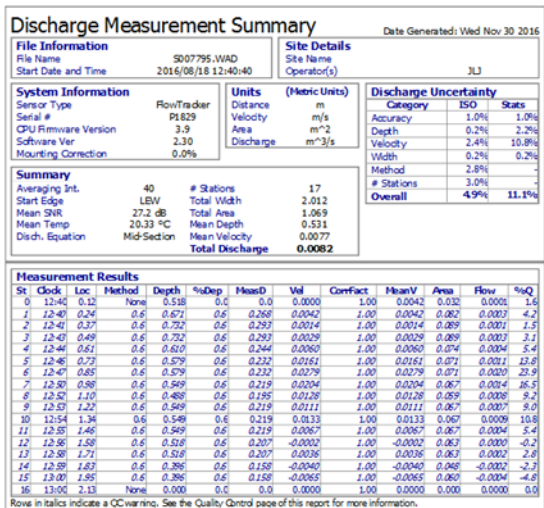 Discharge Measurement Summary Date Generated: Wed Nov 30 2016
File Information
File Name S007795.WAD
Start Date and Time 2016/08/18 12:40:40
Site Details
Site Name
Operator(s) JLJ
System Information
Sensor Type FlowTracker
Serial # P1829
CPU Firmware Version 3.9
Software Ver 2.30
Mounting Correction 0.0%
Units (Metric Units)
Distance m
Velocity m/s
Area m^2
Discharge m^3/s
Discharge Uncertainty
Category ISO Stats
Accuracy 1.0% 1.0%
Depth 0.2% 2.2%
Velocity 2.4% 10.8%
Width 0.2% 0.2%
Method 2.8% -
# Stations 3.0% -
Overall 4.9% 11.1%
Summary
Averaging Int. 40 # Stations 17
Start Edge LEW Total Width 2.012
Mean SNR 27.2 dB Total Area 1.069
Mean Temp 20.33 ºC Mean Depth 0.531
Disch. Equation Mid-Section Mean Velocity 0.0077
Total Discharge 0.0082
Measurement Results
St Clock Loc Method Depth %Dep MeasD Vel CorrFact MeanV Area Flow %Q
0 12:40 0.12 None 0.518 0.0 0.0 0.0000 1.00 0.0042 0.032 0.0001 1.6
1 12:40 0.24 0.6 0.671 0.6 0.268 0.0042 1.00 0.0042 0.082 0.0003 4.2
2 12:41 0.37 0.6 0.732 0.6 0.293 0.0014 1.00 0.0014 0.089 0.0001 1.5
3 12:43 0.49 0.6 0.732 0.6 0.293 0.0029 1.00 0.0029 0.089 0.0003 3.1
4 12:44 0.61 0.6 0.610 0.6 0.244 0.0060 1.00 0.0060 0.074 0.0004 5.4
5 12:46 0.73 0.6 0.579 0.6 0.232 0.0161 1.00 0.0161 0.071 0.0011 13.8
6 12:47 0.85 0.6 0.579 0.6 0.232 0.0279 1.00 0.0279 0.071 0.0020 23.9
7 12:50 0.98 0.6 0.549 0.6 0.219 0.0204 1.00 0.0204 0.067 0.0014 16.5
8 12:52 1.10 0.6 0.488 0.6 0.195 0.0128 1.00 0.0128 0.059 0.0008 9.2
9 12:53 1.22 0.6 0.549 0.6 0.219 0.0111 1.00 0.0111 0.067 0.0007 9.0
10 12:54 1.34 0.6 0.549 0.6 0.219 0.0133 1.00 0.0133 0.067 0.0009 10.8
11 12:55 1.46 0.6 0.549 0.6 0.219 0.0067 1.00 0.0067 0.067 0.0004 5.4
12 12:56 1.58 0.6 0.518 0.6 0.207 -0.0002 1.00 -0.0002 0.063 0.0000 -0.2
13 12:58 1.71 0.6 0.518 0.6 0.207 0.0036 1.00 0.0036 0.063 0.0002 2.8
14 12:59 1.83 0.6 0.396 0.6 0.158 -0.0040 1.00 -0.0040 0.048 -0.0002 -2.3
15 13:00 1.95 0.6 0.396 0.6 0.158 -0.0065 1.00 -0.0065 0.060 -0.0004 -4.8
16 13:00 2.13 None 0.000 0.0 0.0 0.0000 1.00 0.0000 0.000 0.0000 0.0
Rows in italics indicate a QC warning. See the Quality Control page of this report for more information.